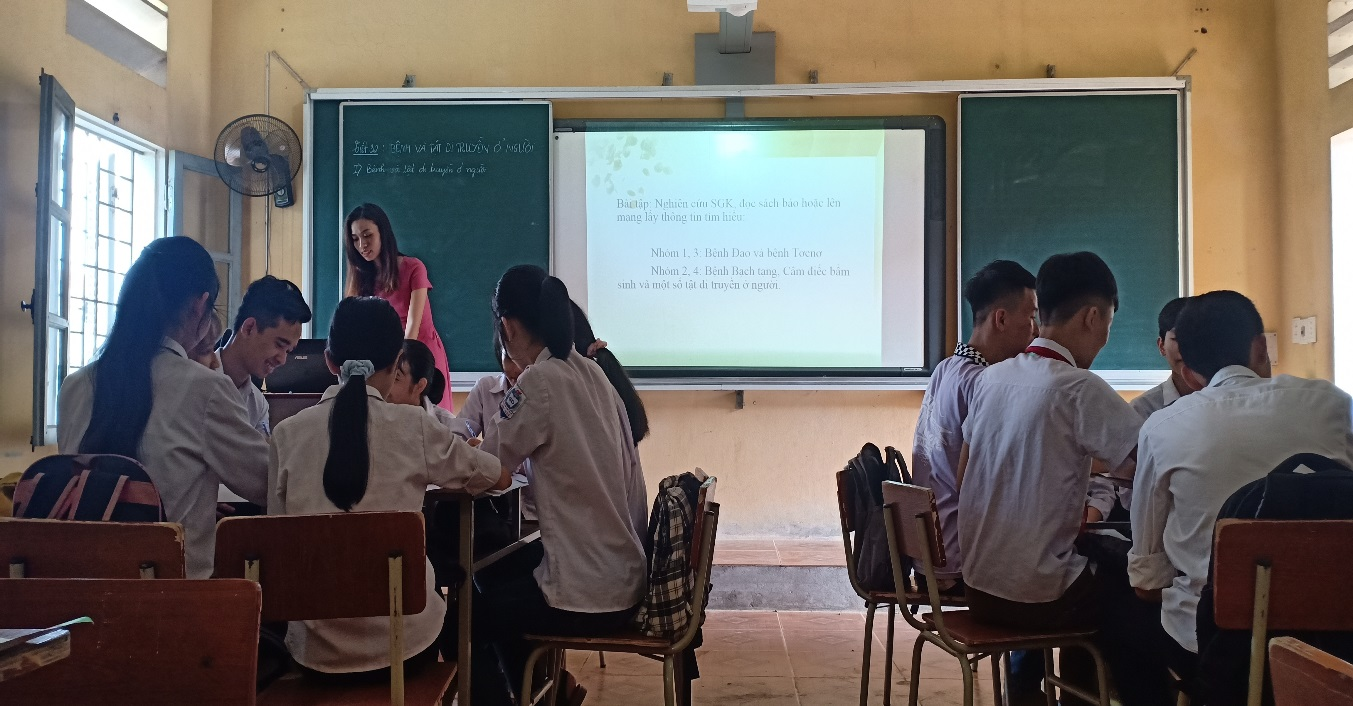 Tiết 30 : BỆNH VÀ TẬT DI TRUYỀN Ở NGƯỜI
I) Bệnh và tật di truyền ở người
Bài tập: Nghiên cứu SGK, đọc sách báo hoặc lên
mạng lấy thông tin tìm hiểu:
Nhóm 1, 3: Bệnh Đao và bệnh Tơcnơ
Nhóm 2, 4: Bệnh Bạch tạng, Câm điếc bẩm
sinh và một số tật di truyền ở người.
ASUS